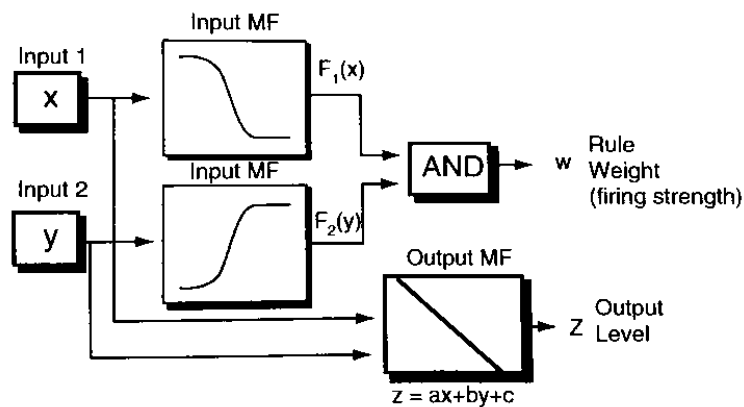 Input MF
Input 1
x
F₁(x)
AND
w
Rule
Weight
(firing strength)
Input MF
Input 2
y
F₂(y)
Output MF
z
Output
Level
z = ax+by+c